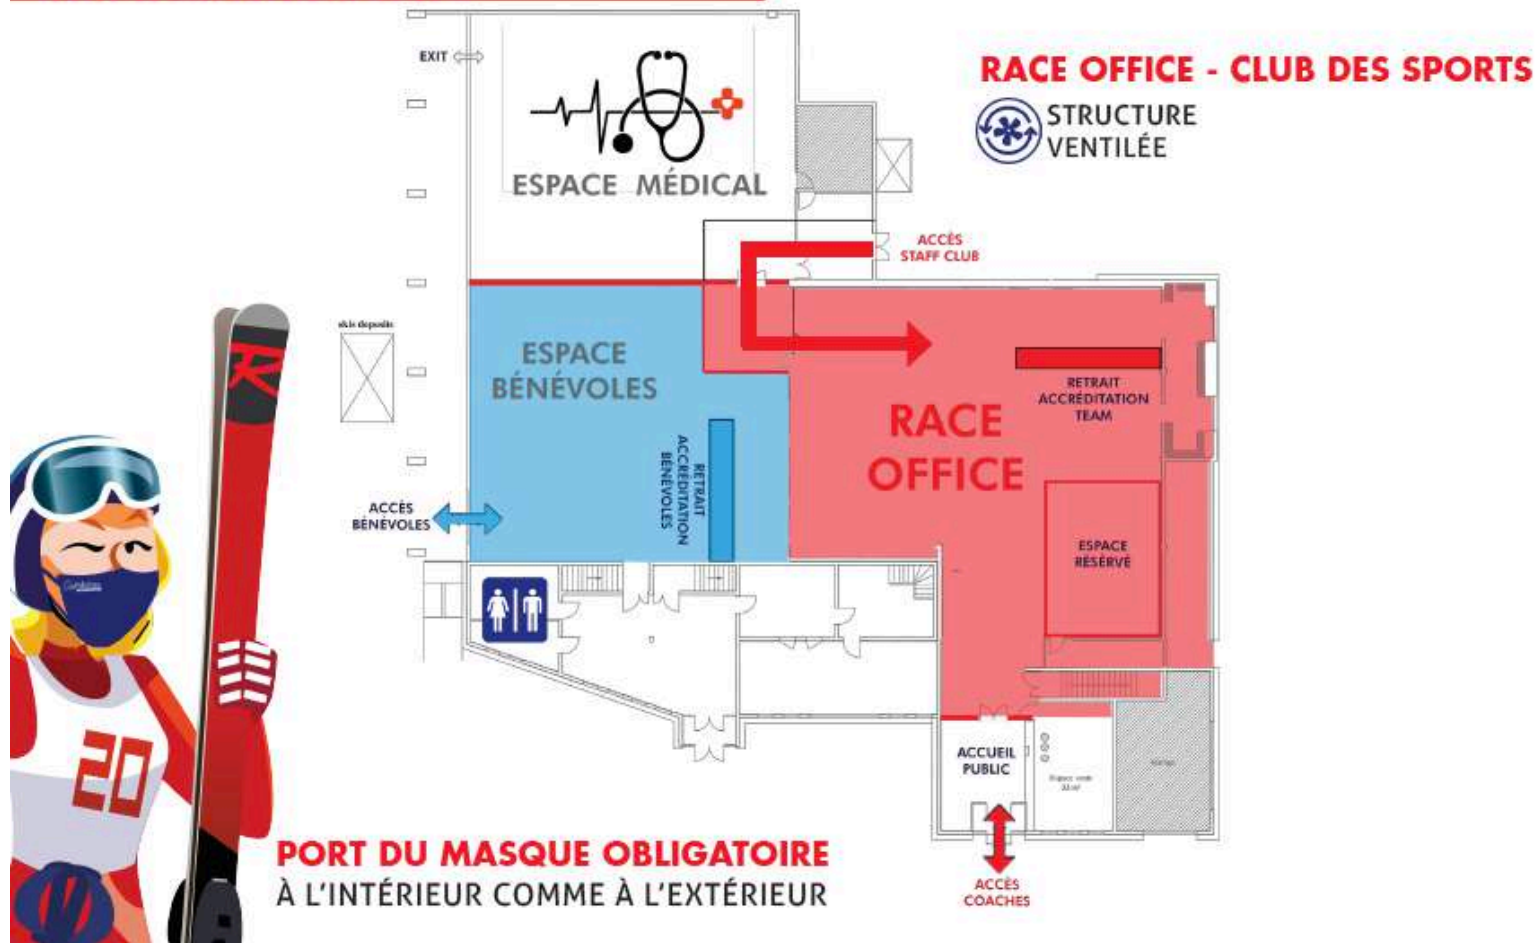 EXIT
RACE OFFICE - CLUB DES SPORTS
STRUCTURE
VENTILÉE
ESPACE MÉDICAL
ACCÈS
STAFF CLUB
skis deposits
ESPACE
BÉNÉVOLES
RETRAIT
ACCRÉDITATION
TEAM
RACE
OFFICE
RETRAIT
ACCRÉDITATION
BÉNÉVOLES
ACCÈS
BÉNÉVOLES
ESPACE
RÉSERVÉ
20
ACCUEIL
PUBLIC
PORT DU MASQUE OBLIGATOIRE
À L'INTÉRIEUR COMME À L'EXTÉRIEUR
ACCÈS
COACHES